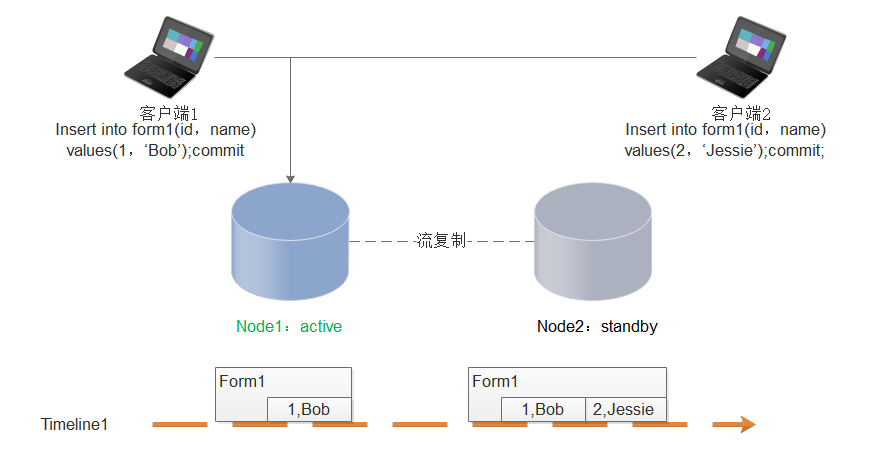 客户端1
Insert into form1(id，name)
values(1，‘Bob’);commit
客户端2
Insert into form1(id，name)
values(2，‘Jessie’);commit;
流复制
Node1：active
Node2：standby
Form1
1,Bob
Form1
1,Bob 2,Jessie
Timeline1